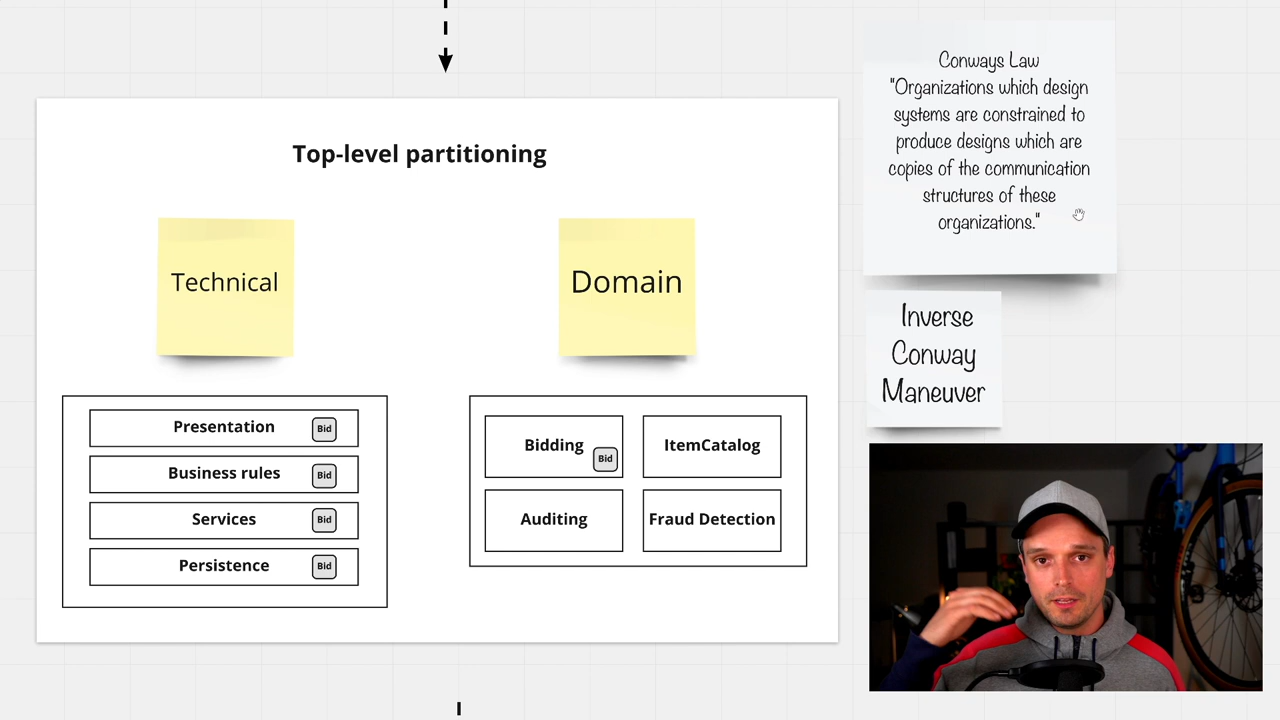 Top-level partitioning
Technical
Domain
Presentation Bid
Business rules Bid
Services Bid
Persistence Bid
Bidding Bid
ItemCatalog
Auditing
Fraud Detection
Conways Law
"Organizations which design
systems are constrained to
produce designs which are
copies of the communication
structures of these
organizations."
Inverse
Conway
Maneuver